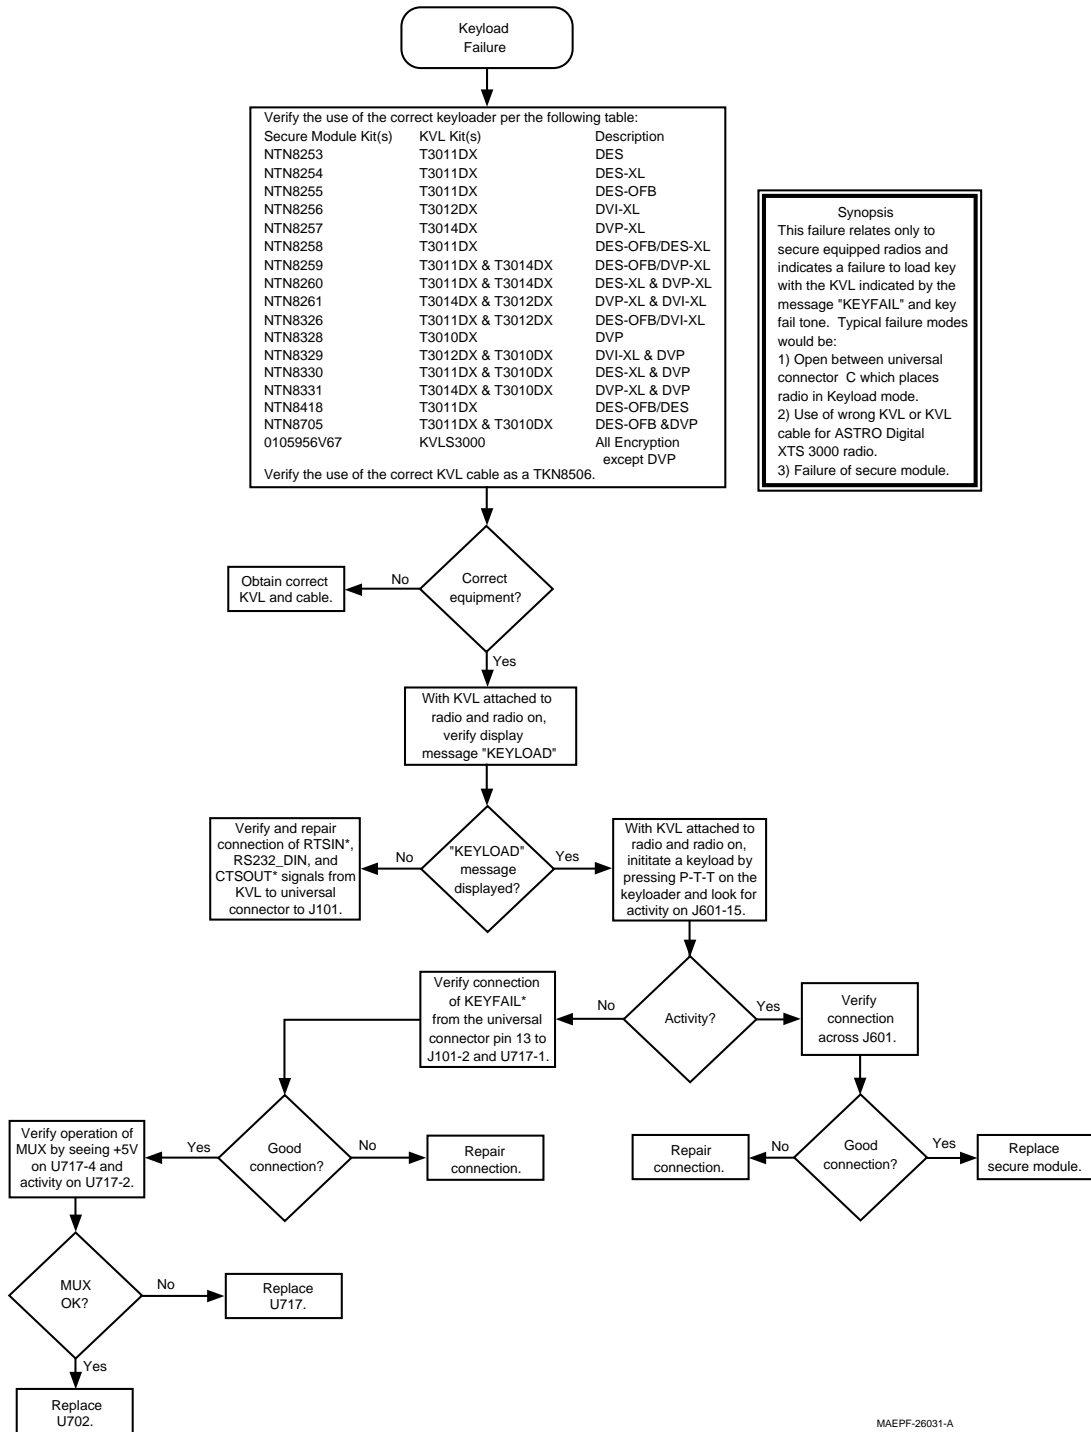 Keyload
Failure
Verify the use of the correct keyloader per the following table:
Secure Module Kit(s) KVL Kit(s) Description
NTN8253 T3011DX DES
NTN8254 T3011DX DES-XL
NTN8255 T3011DX DES-OFB
NTN8256 T3012DX DVI-XL
NTN8257 T3014DX DVP-XL
NTN8258 T3011DX DES-OFB/DES-XL
NTN8259 T3011DX & T3014DX DES-OFB/DVP-XL
NTN8260 T3011DX & T3014DX DES-XL & DVP-XL
NTN8261 T3014DX & T3012DX DVP-XL & DVI-XL
NTN8326 T3011DX & T3012DX DES-OFB/DVI-XL
NTN8328 T3010DX DVP
NTN8329 T3012DX & T3010DX DVI-XL & DVP
NTN8330 T3011DX & T3010DX DES-XL & DVP
NTN8331 T3014DX & T3010DX DVP-XL & DVP
NTN8418 T3011DX DES-OFB/DES
NTN8705 T3011DX & T3010DX DES-OFB &DVP
0105956V67 KVLS3000 All Encryption
except DVP
Verify the use of the correct KVL cable as a TKN8506.
Synopsis
This failure relates only to
secure equipped radios and
indicates a failure to load key
with the KVL indicated by the
message "KEYFAIL" and key
fail tone. Typical failure modes
would be:
1) Open between universal
connector C which places
radio in Keyload mode.
2) Use of wrong KVL or KVL
cable for ASTRO Digital
XTS 3000 radio.
3) Failure of secure module.
Correct
equipment?
No
Obtain correct
KVL and cable.
Yes
With KVL attached to
radio and radio on,
verify display
message "KEYLOAD"
"KEYLOAD"
message
displayed?
No
Verify and repair
connection of RTSIN*,
RS232_DIN, and
CTSOUT* signals from
KVL to universal
connector to J101.
Yes
With KVL attached to
radio and radio on,
inititate a keyload by
pressing P-T-T on the
keyloader and look for
activity on J601-15.
Activity?
No
Verify connection
of KEYFAIL*
from the universal
connector pin 13 to
J101-2 and U717-1.
Yes
Verify
connection
across J601.
Good
connection?
Yes
Verify operation of
MUX by seeing +5V
on U717-4 and
activity on U717-2.
No
Repair
connection.
Good
connection?
No
Repair
connection.
Yes
Replace
secure module.
MUX
OK?
No
Replace
U717.
Yes
Replace
U702.
MAEPF-26031-A